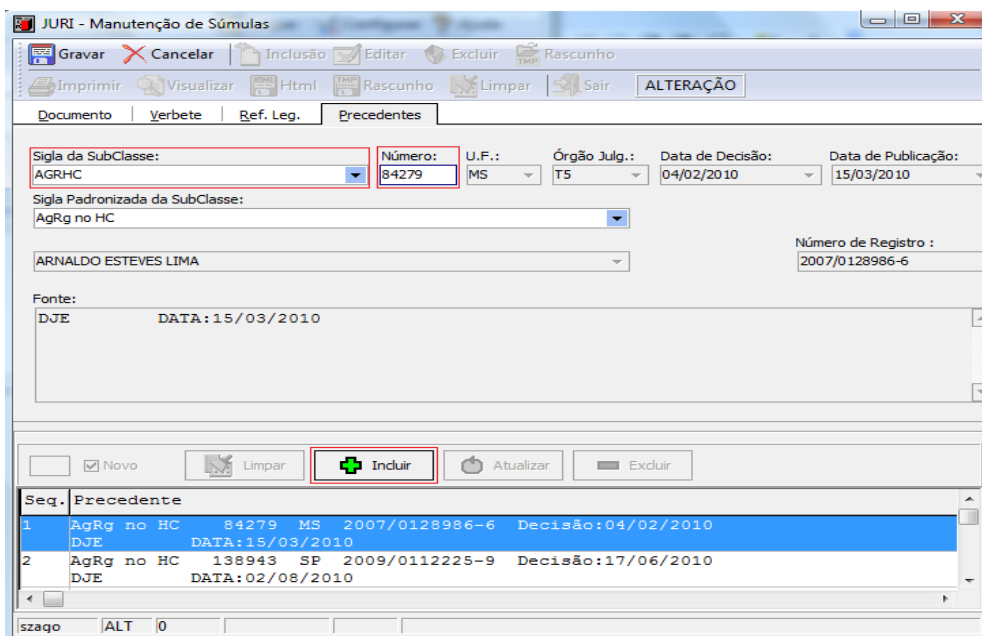 JURI - Manutenção de Súmulas
Gravar Cancelar Inclusão Editar Excluir Rascunho
Imprimir Visualizar Html Rascunho Limpar Sair ALTERAÇÃO
Documento Verbete Ref. Leg. Precedentes
Sigla da SubClasse: Número: U.F.: Órgão Julg.: Data de Decisão: Data de Publicação:
AGRHC 84279 MS T5 04/02/2010 15/03/2010
Sigla Padronizada da SubClasse:
AgRg no HC
Número de Registro :
ARNALDO ESTEVES LIMA 2007/0128986-6
Fonte:
DJE DATA:15/03/2010
Novo Limpar Incluir Atualizar Excluir
Seq. Precedente
1 AgRg no HC 84279 MS 2007/0128986-6 Decisão:04/02/2010
DJE DATA:15/03/2010
2 AgRg no HC 138943 SP 2009/0112225-9 Decisão:17/06/2010
DJE DATA:02/08/2010
szago ALT 0